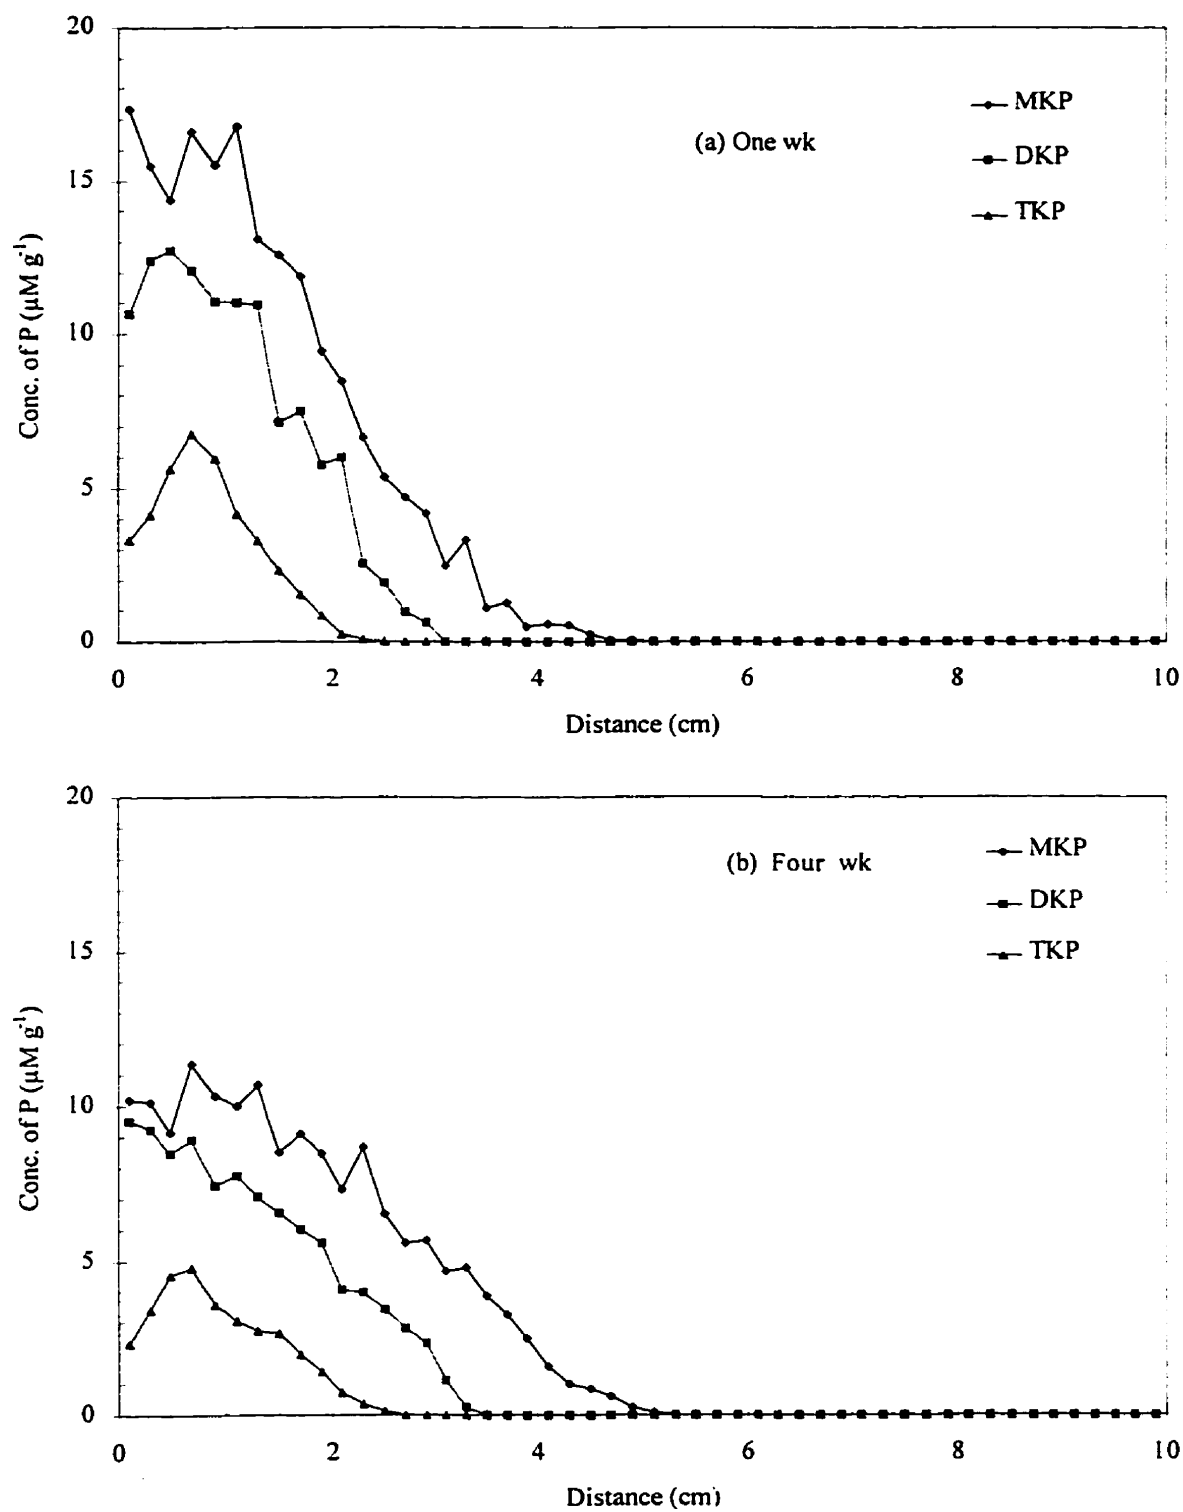 20
15
10
5
0
Conc. of P (µM g-1)
MKP
(a) One wk
DKP
TKP
0 2 4 6 8 10
Distance (cm)
20
15
10
5
0
Conc. of P (µM g-1)
MKP
(b) Four wk
DKP
TKP
0 2 4 6 8 10
Distance (cm)